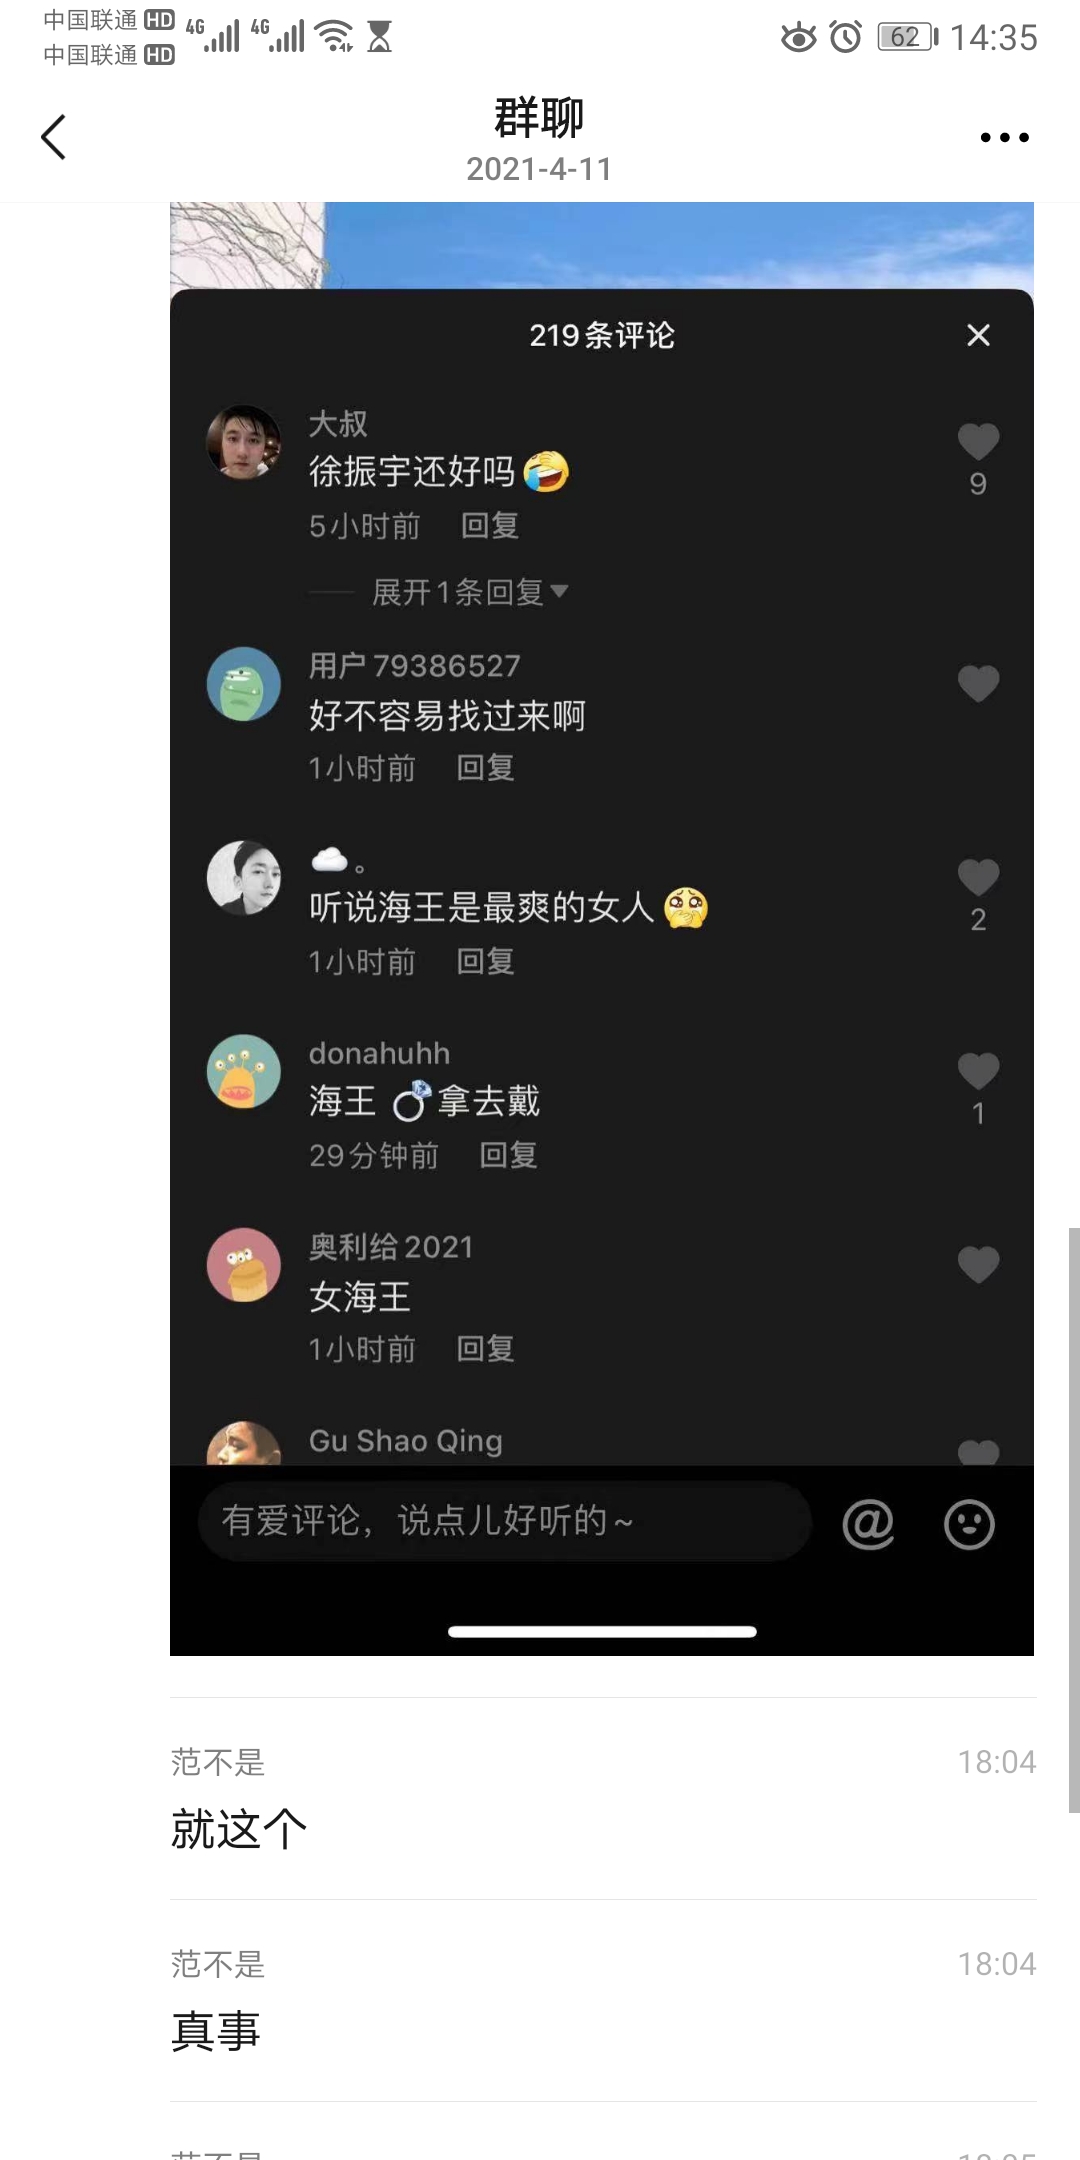 中国联通 HD 4G 4G 62 14:35
中国联通 HD
群聊
2021-4-11
219条评论
大叔
徐振宇还好吗🤣
9
5小时前 回复
展开1条回复
用户79386527
好不容易找过来啊
1小时前 回复
☁️。
听说海王是最爽的女人🥺
2
1小时前 回复
donahuhh
海王💍拿去戴
1
29分钟前 回复
奥利给2021
女海王
1小时前 回复
Gu Shao Qing
有爱评论，说点儿好听的~ @
范不是 18:04
就这个
范不是 18:04
真事